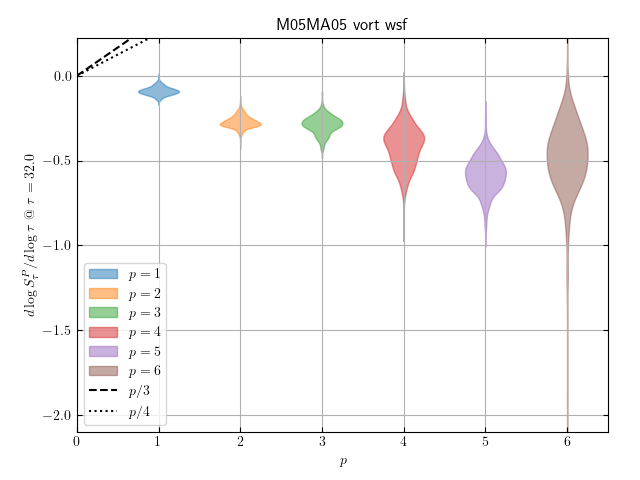 M05MA05 vort wsf
d log S_τ^P / d log τ @ τ = 32.0
0.0
−0.5
−1.0
−1.5
−2.0
p = 1
p = 2
p = 3
p = 4
p = 5
p = 6
p/3
p/4
0 1 2 3 4 5 6
p